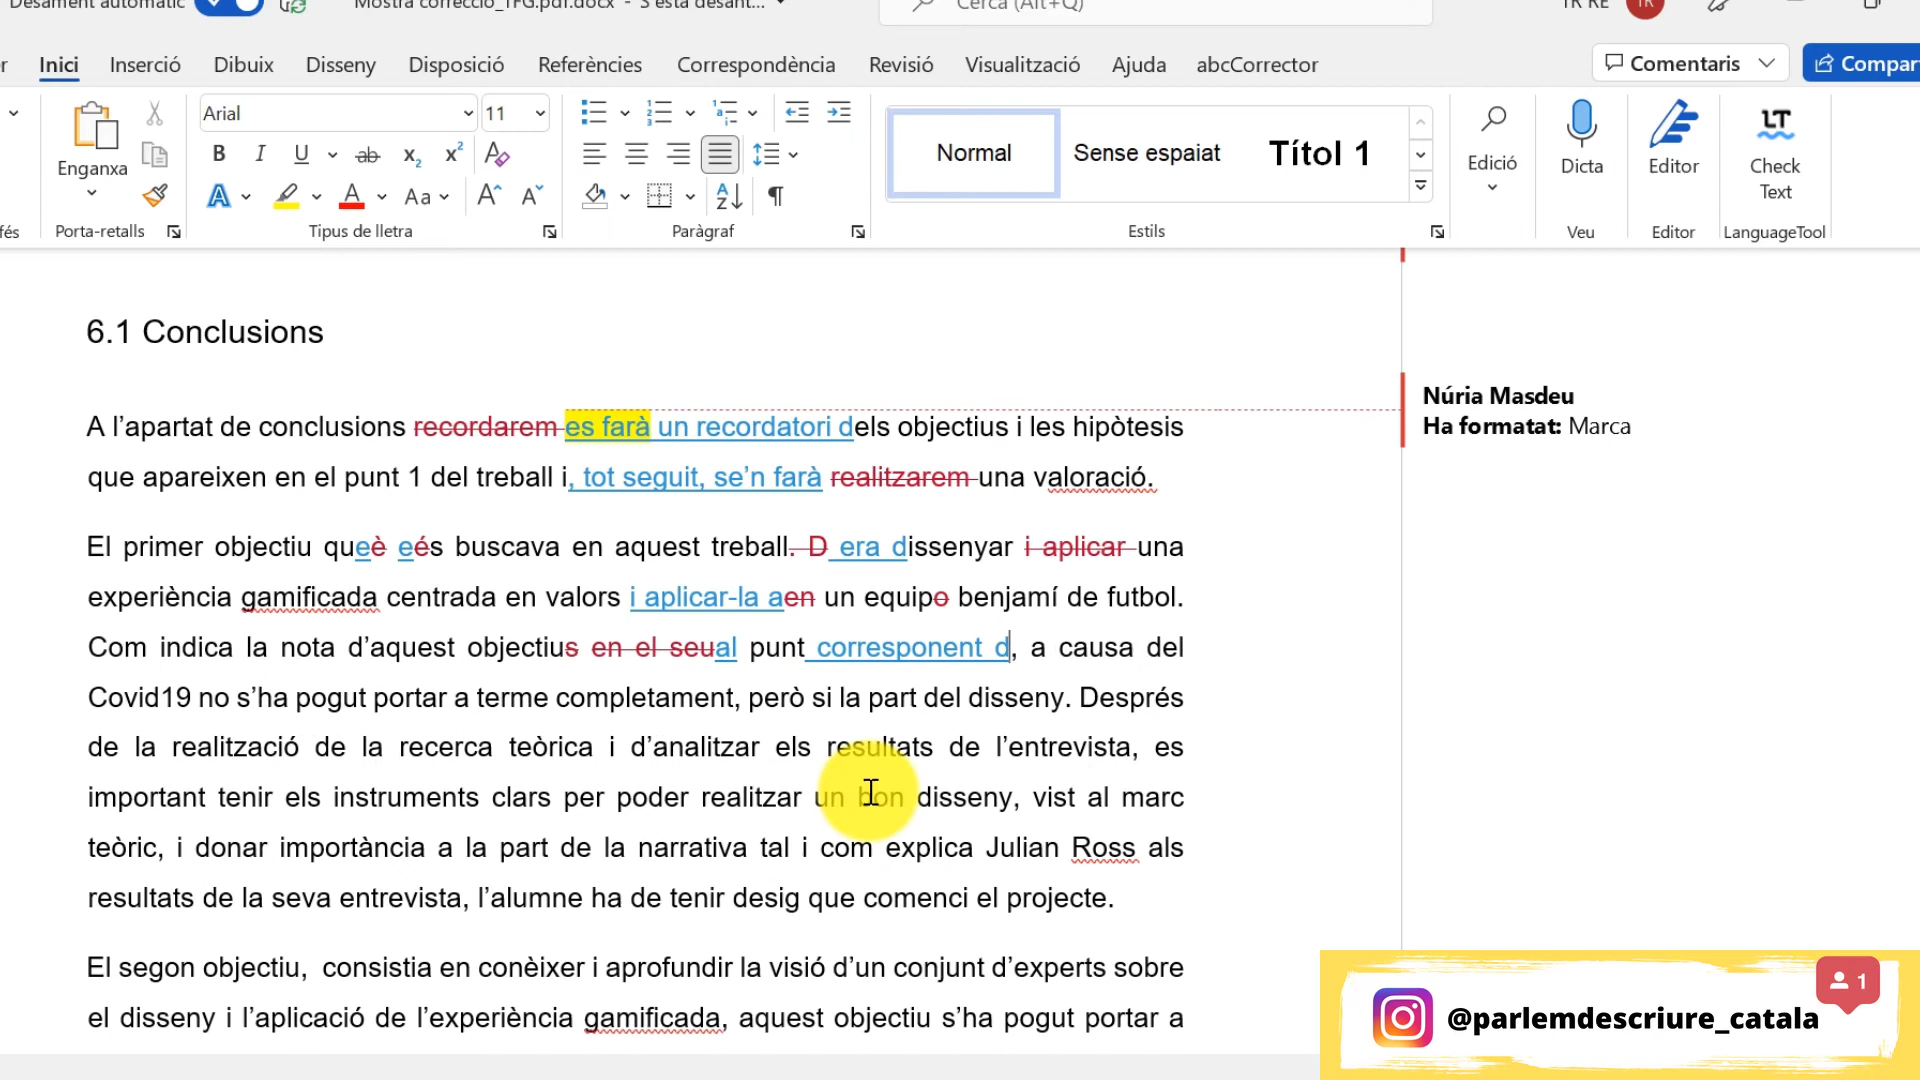 Desament automàtic Mostra correcció_TFG.pdf.docx - S'està desant... Cerca (Alt+Q) TR RE TR
r Inici Inserció Dibuix Disseny Disposició Referències Correspondència Revisió Visualització Ajuda abcCorrector Comentaris Compar
Enganxa
Porta-retalls
fés
Arial 11
Tipus de lletra
Paràgraf
Normal Sense espaiat Títol 1
Estils
Edició
Dicta
Veu
Editor
Editor
Check
Text
LanguageTool
6.1 Conclusions
A l’apartat de conclusions recordarem es farà un recordatori dels objectius i les hipòtesis
que apareixen en el punt 1 del treball i, tot seguit, se’n farà realitzarem una valoració.
El primer objectiu queè eés buscava en aquest treball. D era dissenyar i aplicar una
experiència gamificada centrada en valors i aplicar-la aen un equipo benjamí de futbol.
Com indica la nota d’aquest objectius en el seual punt corresponent d, a causa del
Covid19 no s’ha pogut portar a terme completament, però si la part del disseny. Després
de la realització de la recerca teòrica i d’analitzar els resultats de l’entrevista, es
important tenir els instruments clars per poder realitzar un bon disseny, vist al marc
teòric, i donar importància a la part de la narrativa tal i com explica Julian Ross als
resultats de la seva entrevista, l’alumne ha de tenir desig que comenci el projecte.
El segon objectiu,  consistia en conèixer i aprofundir la visió d’un conjunt d’experts sobre
el disseny i l’aplicació de l’experiència gamificada, aquest objectiu s’ha pogut portar a
Núria Masdeu
Ha formatat: Marca
1
@parlemdescriure_catala